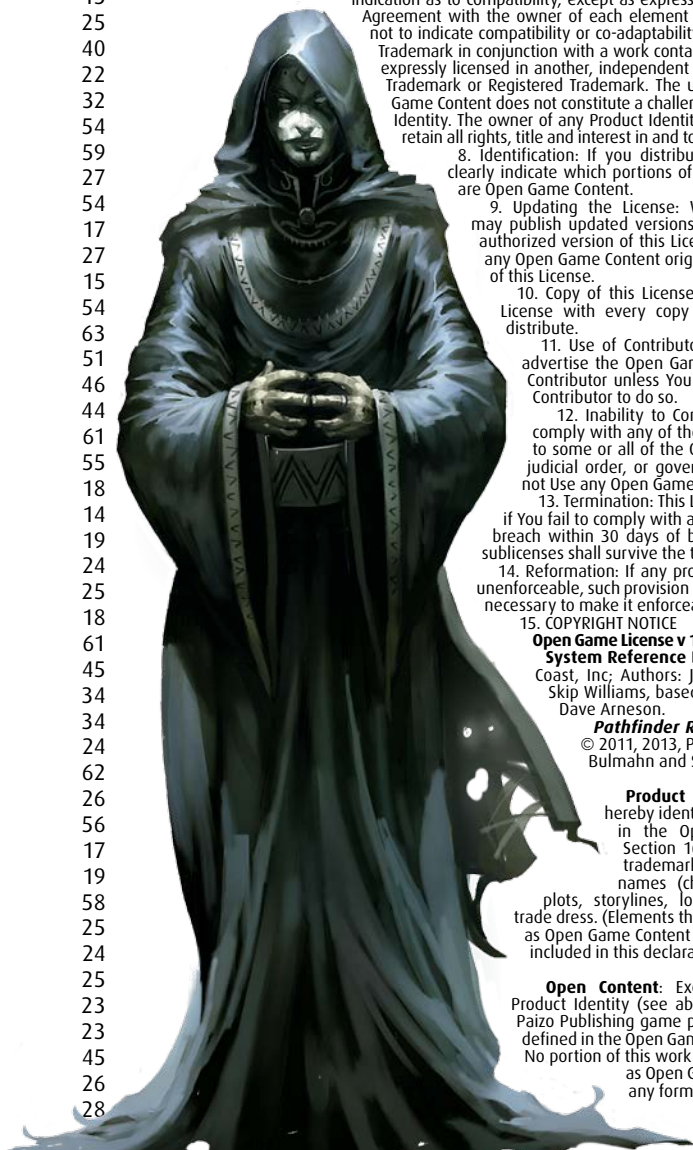 25
40
22
32
54
59
27
54
17
27
15
54
63
51
46
44
61
55
18
14
19
24
25
18
61
45
34
34
24
62
26
56
17
19
58
25
24
25
23
23
45
26
28
indication as to compatibility, except as express
Agreement with the owner of each element
not to indicate compatibility or co-adaptability
Trademark in conjunction with a work conta
expressly licensed in another, independent
Trademark or Registered Trademark. The u
Game Content does not constitute a challen
Identity. The owner of any Product Identit
retain all rights, title and interest in and to
8. Identification: If you distribu
clearly indicate which portions of
are Open Game Content.
9. Updating the License: W
may publish updated versions
authorized version of this Lice
any Open Game Content orig
of this License.
10. Copy of this License
License with every copy
distribute.
11. Use of Contributo
advertise the Open Gam
Contributor unless You
Contributor to do so.
12. Inability to Com
comply with any of the
to some or all of the O
judicial order, or gover
not Use any Open Game
13. Termination: This L
if You fail to comply with a
breach within 30 days of b
sublicenses shall survive the t
14. Reformation: If any pro
unenforceable, such provision
necessary to make it enforcea
15. COPYRIGHT NOTICE
Open Game License v 1
System Reference
Coast, Inc; Authors: J
Skip Williams, based
Dave Arneson.
Pathfinder R
© 2011, 2013, P
Bulmahn and S
Product
hereby ident
in the Op
Section 1
trademark
names (ch
plots, storylines, lo
trade dress. (Elements th
as Open Game Content
included in this declara
Open Content: Exc
Product Identity (see ab
Paizo Publishing game p
defined in the Open Gam
No portion of this work
as Open G
any form